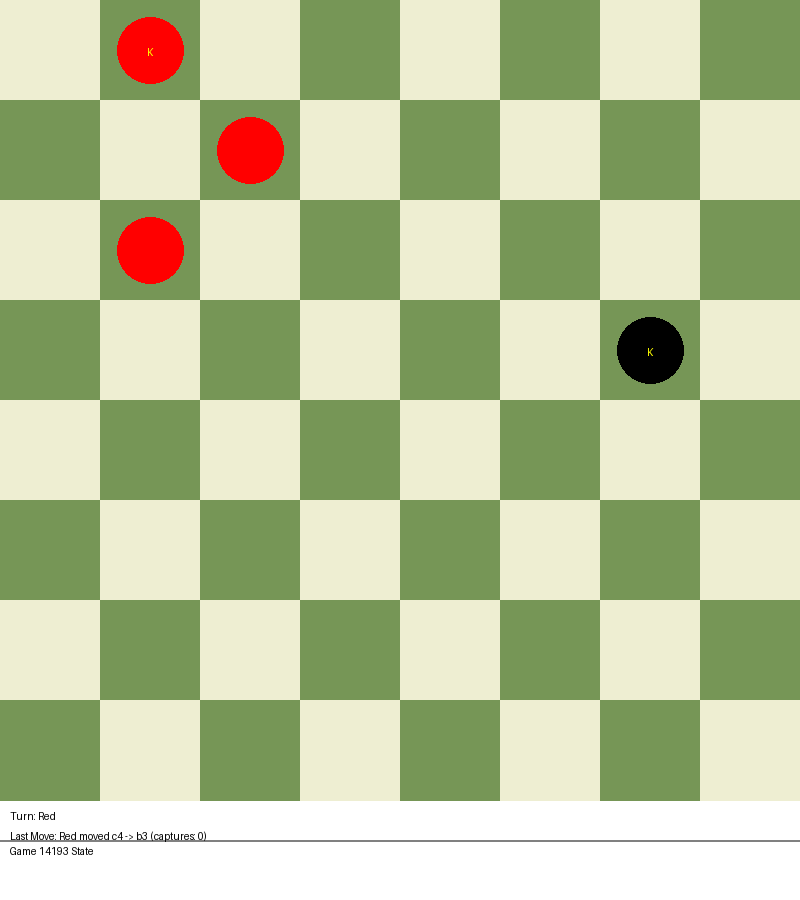 K
K
Turn: Red
Last Move: Red moved c4 -> b3 (captures: 0)
Game 14193 State